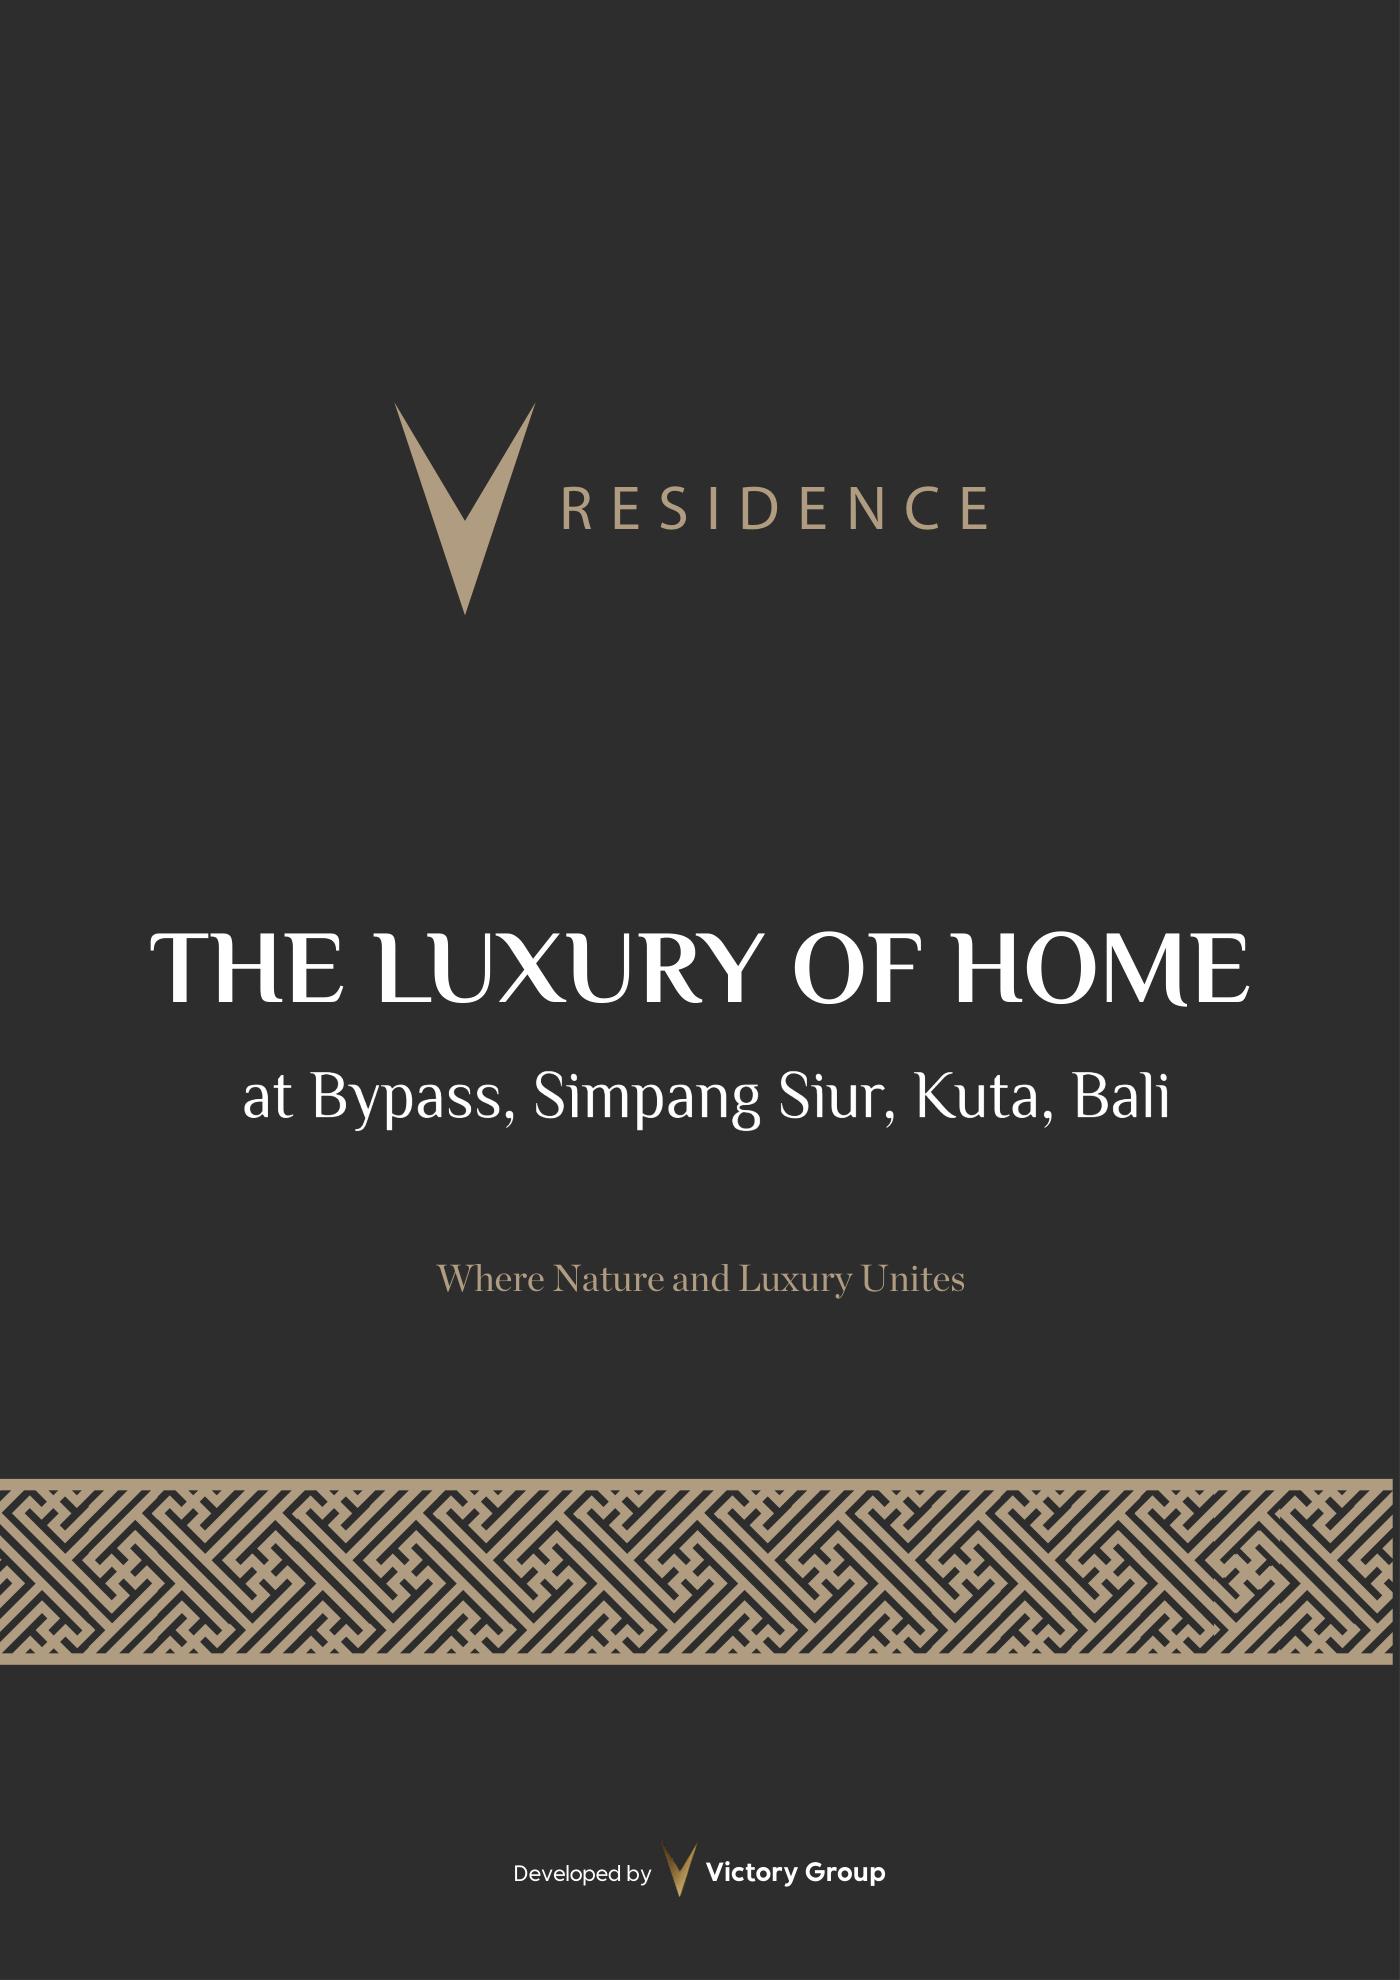 V RESIDENCE
THE LUXURY OF HOME
at Bypass, Simpang Siur, Kuta, Bali
Where Nature and Luxury Unites
Developed by V Victory Group